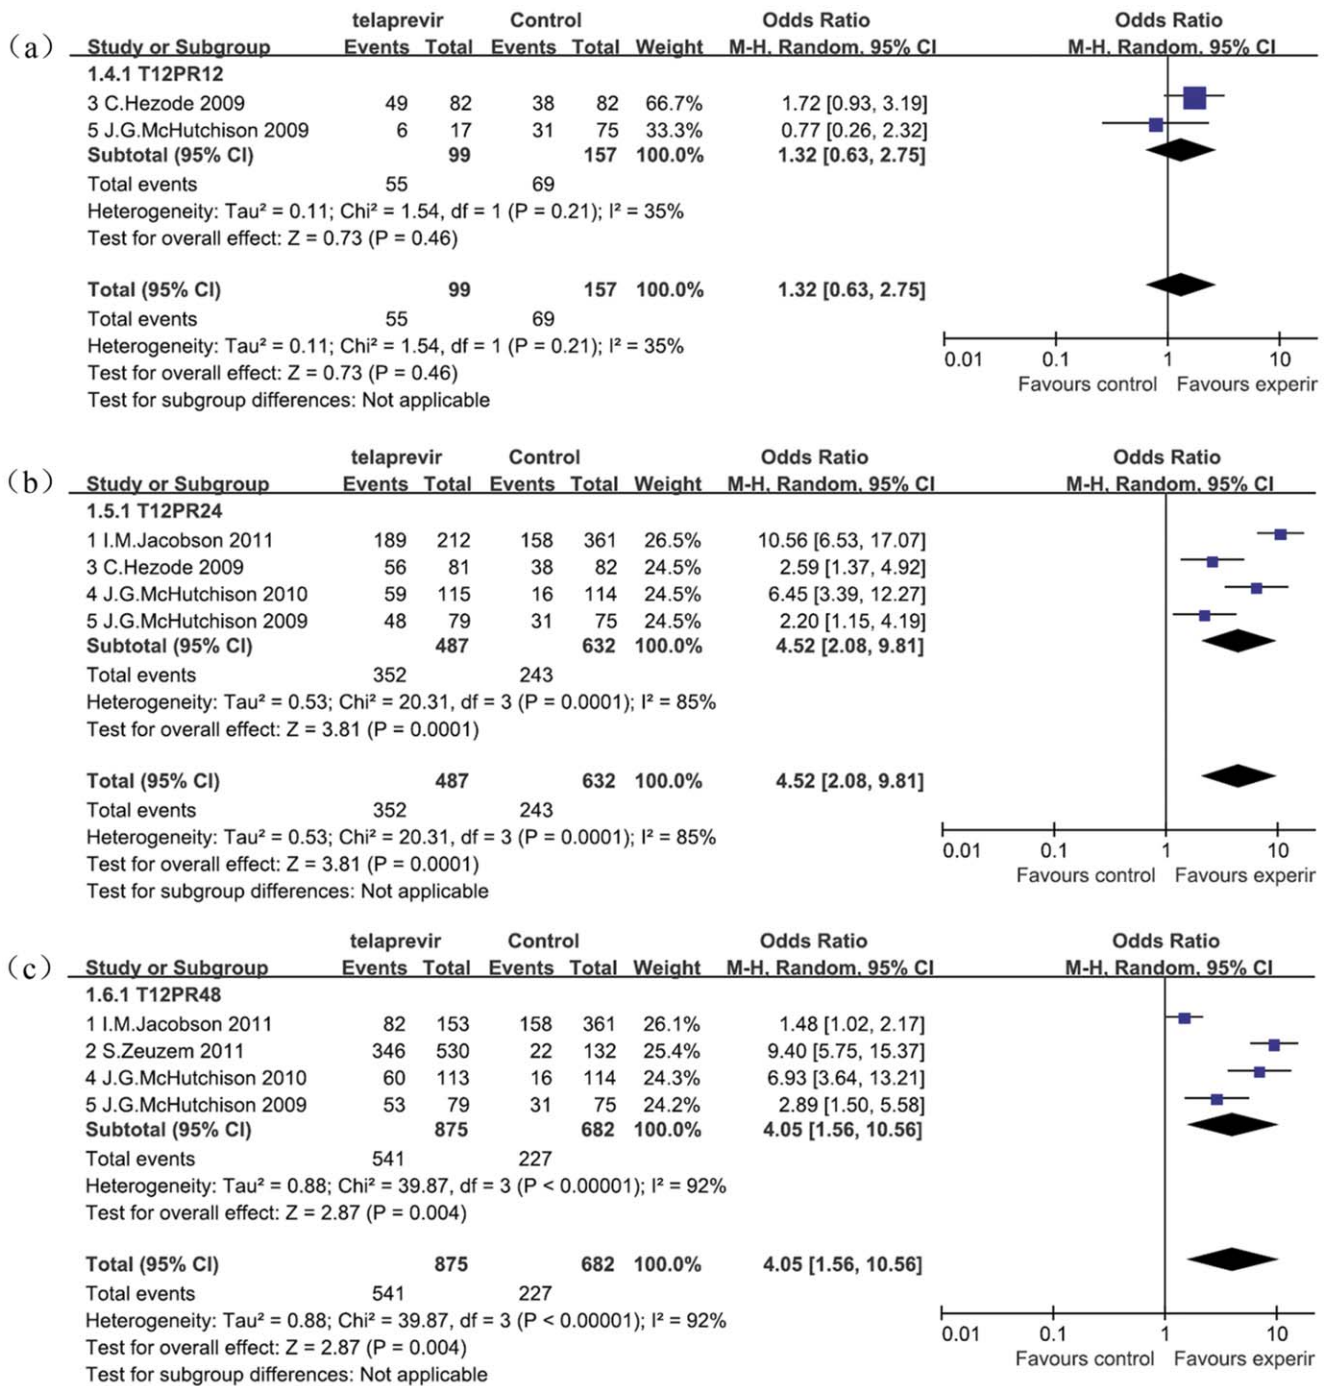 telaprevir Control Odds Ratio Odds Ratio
(a) Study or Subgroup Events Total Events Total Weight M-H, Random, 95% CI M-H, Random, 95% CI
1.4.1 T12PR12
3 C.Hezode 2009 49 82 38 82 66.7% 1.72 [0.93, 3.19]
5 J.G.McHutchison 2009 6 17 31 75 33.3% 0.77 [0.26, 2.32]
Subtotal (95% CI) 99 157 100.0% 1.32 [0.63, 2.75]
Total events 55 69
Heterogeneity: Tau² = 0.11; Chi² = 1.54, df = 1 (P = 0.21); I² = 35%
Test for overall effect: Z = 0.73 (P = 0.46)
Total (95% CI) 99 157 100.0% 1.32 [0.63, 2.75]
Total events 55 69
Heterogeneity: Tau² = 0.11; Chi² = 1.54, df = 1 (P = 0.21); I² = 35%
0.01 0.1 1 10
Test for overall effect: Z = 0.73 (P = 0.46)
Favours control Favours experir
Test for subgroup differences: Not applicable
telaprevir Control Odds Ratio Odds Ratio
(b) Study or Subgroup Events Total Events Total Weight M-H, Random, 95% CI M-H, Random, 95% CI
1.5.1 T12PR24
1 I.M.Jacobson 2011 189 212 158 361 26.5% 10.56 [6.53, 17.07]
3 C.Hezode 2009 56 81 38 82 24.5% 2.59 [1.37, 4.92]
4 J.G.McHutchison 2010 59 115 16 114 24.5% 6.45 [3.39, 12.27]
5 J.G.McHutchison 2009 48 79 31 75 24.5% 2.20 [1.15, 4.19]
Subtotal (95% CI) 487 632 100.0% 4.52 [2.08, 9.81]
Total events 352 243
Heterogeneity: Tau² = 0.53; Chi² = 20.31, df = 3 (P = 0.0001); I² = 85%
Test for overall effect: Z = 3.81 (P = 0.0001)
Total (95% CI) 487 632 100.0% 4.52 [2.08, 9.81]
Total events 352 243
Heterogeneity: Tau² = 0.53; Chi² = 20.31, df = 3 (P = 0.0001); I² = 85%
0.01 0.1 1 10
Test for overall effect: Z = 3.81 (P = 0.0001)
Favours control Favours experir
Test for subgroup differences: Not applicable
telaprevir Control Odds Ratio Odds Ratio
(c) Study or Subgroup Events Total Events Total Weight M-H, Random, 95% CI M-H, Random, 95% CI
1.6.1 T12PR48
1 I.M.Jacobson 2011 82 153 158 361 26.1% 1.48 [1.02, 2.17]
2 S.Zeuzem 2011 346 530 22 132 25.4% 9.40 [5.75, 15.37]
4 J.G.McHutchison 2010 60 113 16 114 24.3% 6.93 [3.64, 13.21]
5 J.G.McHutchison 2009 53 79 31 75 24.2% 2.89 [1.50, 5.58]
Subtotal (95% CI) 875 682 100.0% 4.05 [1.56, 10.56]
Total events 541 227
Heterogeneity: Tau² = 0.88; Chi² = 39.87, df = 3 (P < 0.00001); I² = 92%
Test for overall effect: Z = 2.87 (P = 0.004)
Total (95% CI) 875 682 100.0% 4.05 [1.56, 10.56]
Total events 541 227
Heterogeneity: Tau² = 0.88; Chi² = 39.87, df = 3 (P < 0.00001); I² = 92%
0.01 0.1 1 10
Test for overall effect: Z = 2.87 (P = 0.004)
Favours control Favours experir
Test for subgroup differences: Not applicable